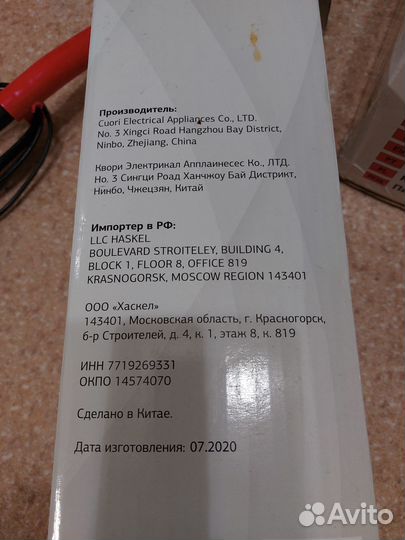 Производитель:
Cuori Electrical Appliances Co., LTD.
No. 3 Xingci Road Hangzhou Bay District,
Ninbo, Zhejiang, China
Квори Электрикал Апплаинесес Ко., ЛТД.
Но. 3 Сингци Роад Ханчжоу Бай Дистрикт,
Нинбо, Чжецзян, Китай
Импортер в РФ:
LLC HASKEL
BOULEVARD STROITELEY, BUILDING 4,
BLOCK 1, FLOOR 8, OFFICE 819
KRASNOGORSK, MOSCOW REGION 143401
ООО «Хаскел»
143401, Московская область, г. Красногорск,
б-р Строителей, д. 4, к. 1, этаж 8, к. 819
ИНН 7719269331
ОКПО 14574070
Сделано в Китае.
Дата изготовления: 07.2020
Avito